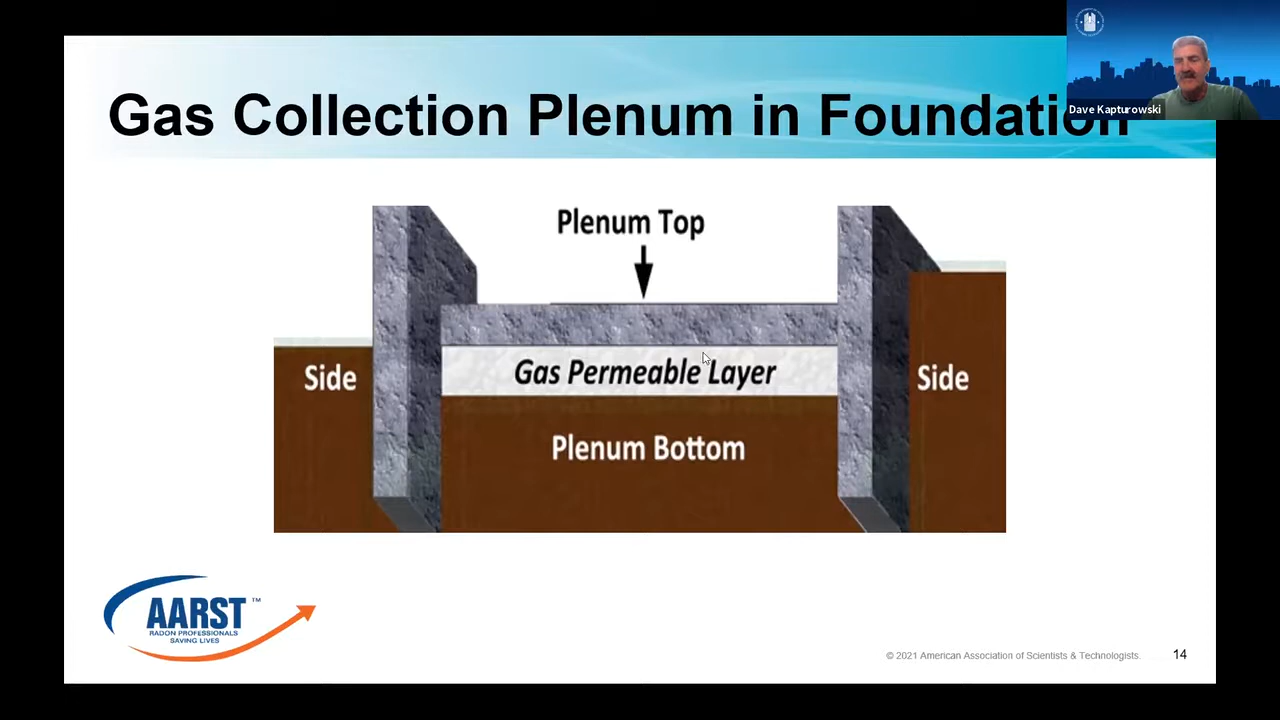 Gas Collection Plenum in Foundation
Dave Kapturowski
Plenum Top
Side
Gas Permeable Layer
Side
Plenum Bottom
AARST™
RADON PROFESSIONALS
SAVING LIVES
© 2021 American Association of Scientists & Technologists.
14